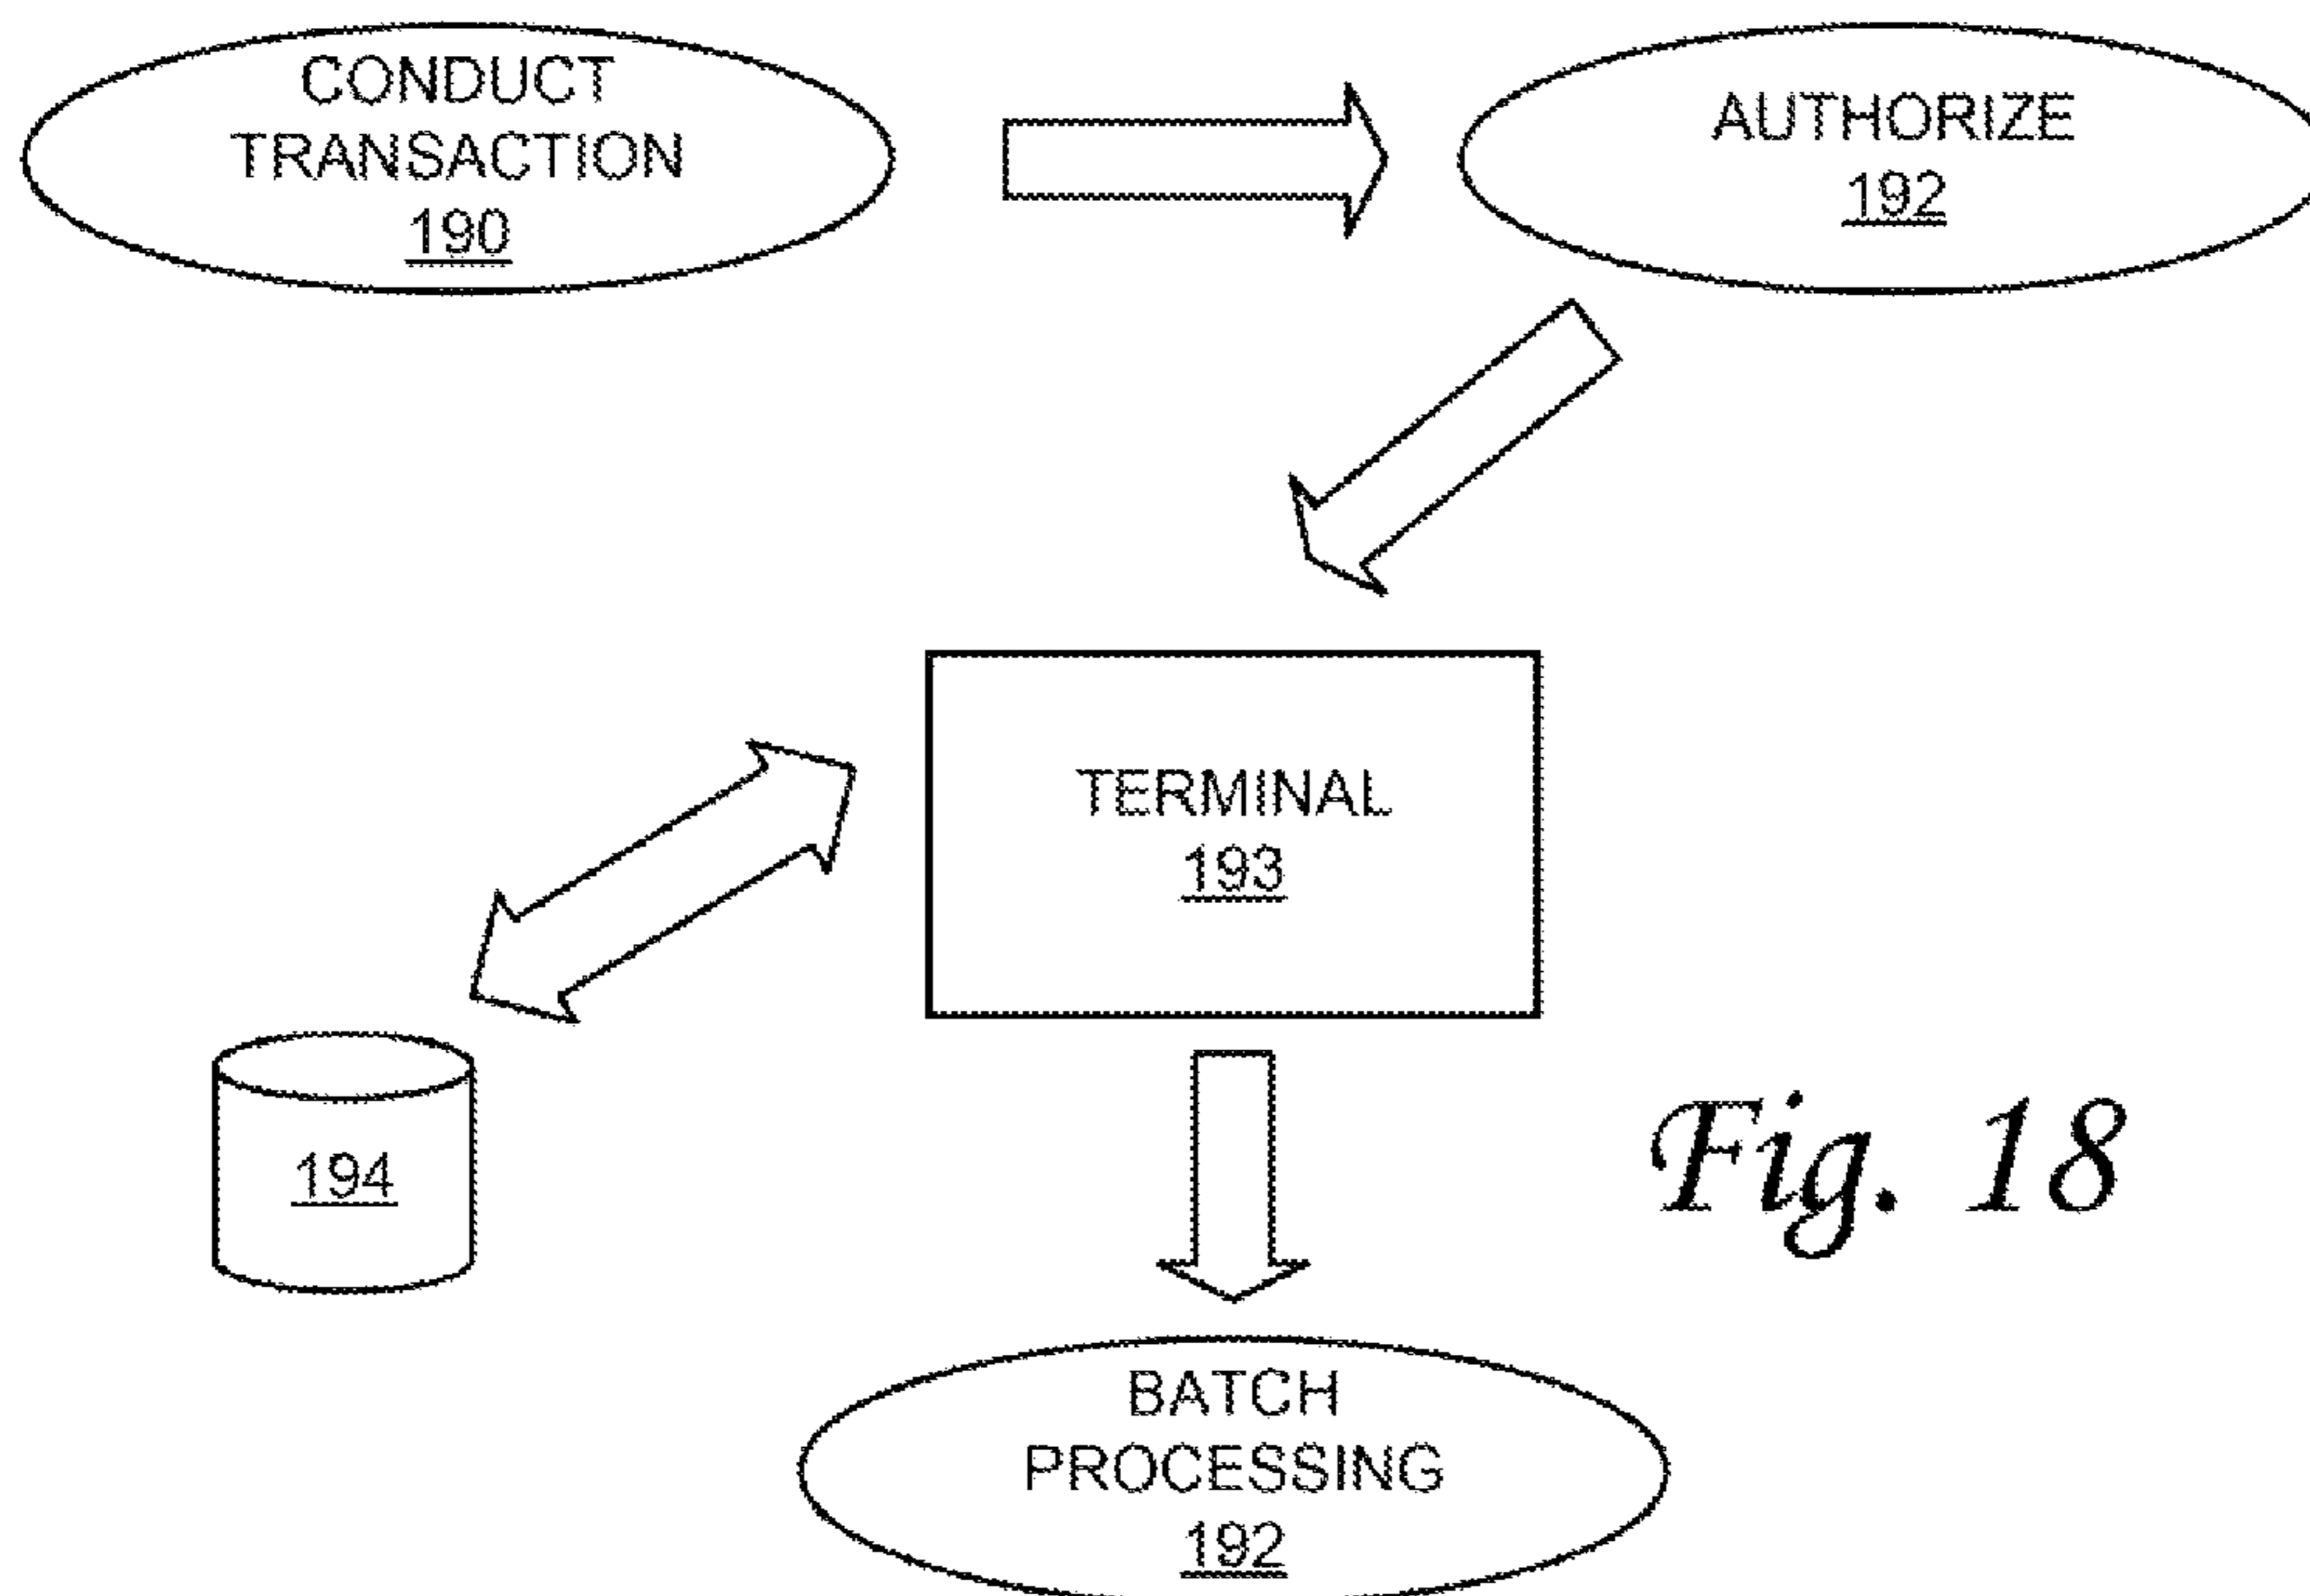 CONDUCT
TRANSACTION
190
AUTHORIZE
192
TERMINAL
193
194
Fig. 18
BATCH
PROCESSING
192